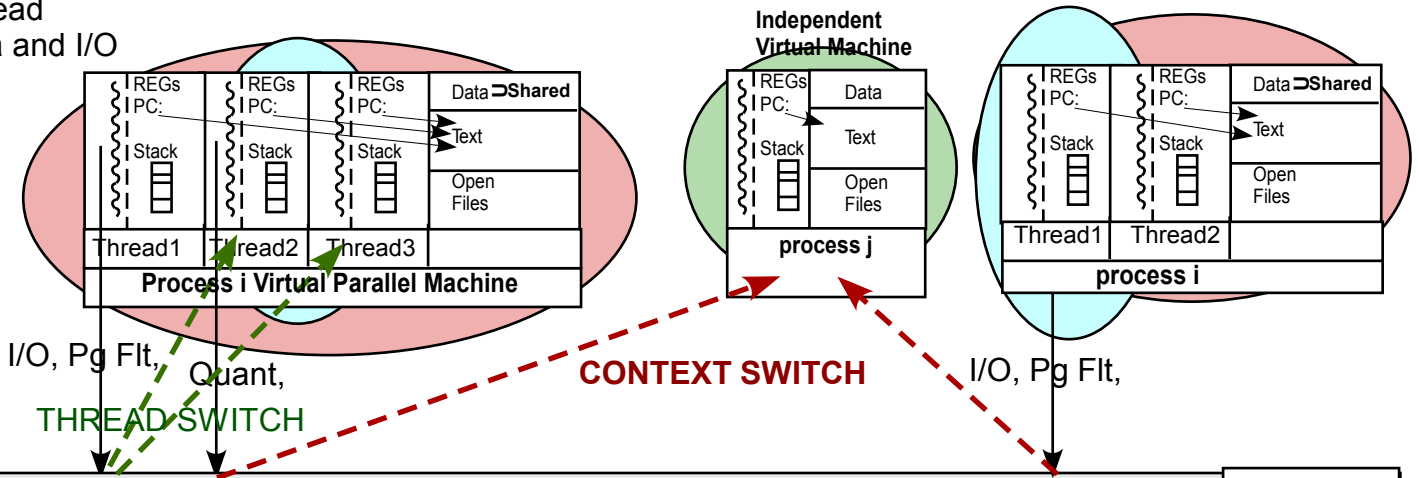 ead
and I/O
REGs REGs REGs
PC: PC: PC:
Data ⊃Shared
Text
Stack Stack Stack
Open
Files
Thread1 Thread2 Thread3
Process i Virtual Parallel Machine
Independent
Virtual Machine
REGs
PC:
Data
Text
Stack
Open
Files
process j
REGs REGs
PC: PC:
Data ⊃Shared
Text
Stack Stack
Open
Files
Thread1 Thread2
process i
I/O, Pg Flt,
Quant,
THREAD SWITCH
CONTEXT SWITCH
I/O, Pg Flt,